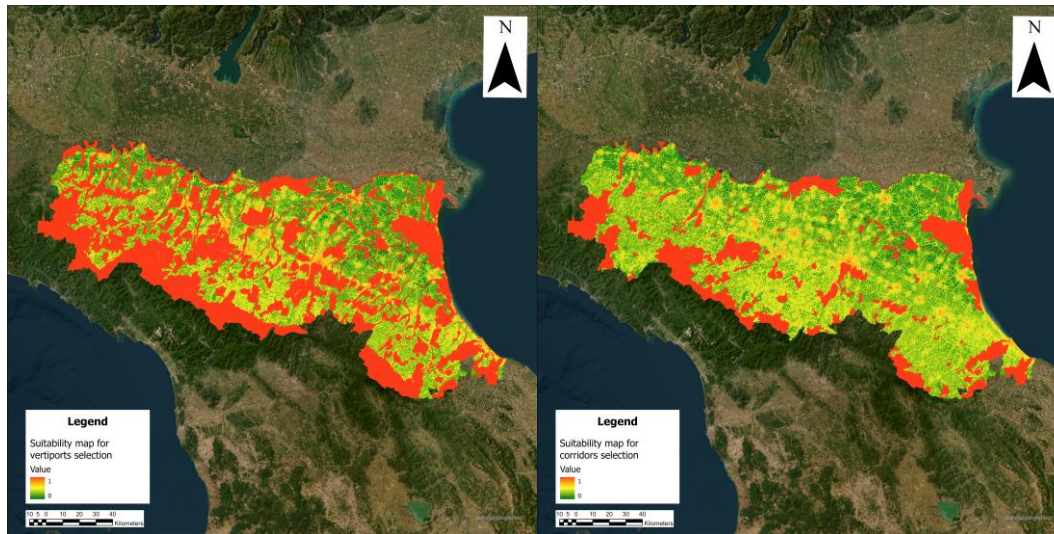 N
Legend
Suitability map for
vertiports selection
Value
1
0
10 5 0 10 20 30 40
Kilometers
N
Legend
Suitability map for
corridors selection
Value
1
0
10 5 0 10 20 30 40
Kilometers